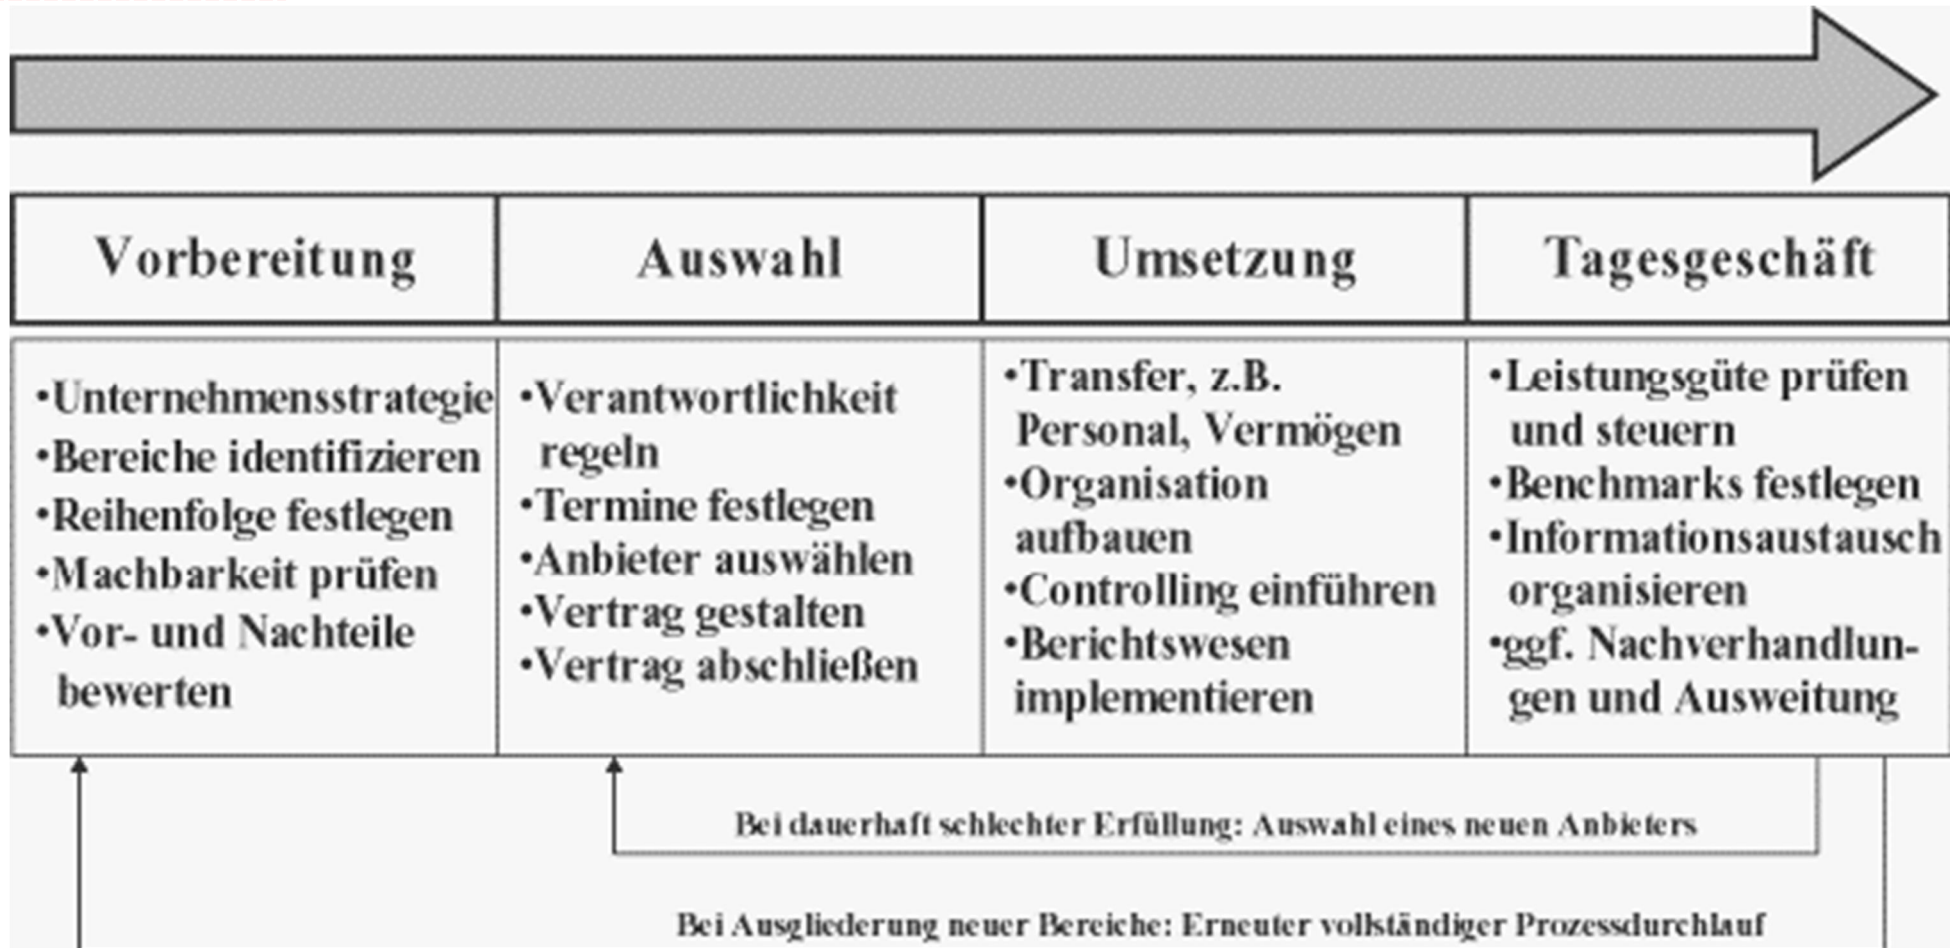 Vorbereitung
Auswahl
Umsetzung
Tagesgeschäft
•Unternehmensstrategie
•Bereiche identifizieren
•Reihenfolge festlegen
•Machbarkeit prüfen
•Vor- und Nachteile
bewerten
•Verantwortlichkeit
regeln
•Termine festlegen
•Anbieter auswählen
•Vertrag gestalten
•Vertrag abschließen
•Transfer, z.B.
Personal, Vermögen
•Organisation
aufbauen
•Controlling einführen
•Berichtswesen
implementieren
•Leistungsgüte prüfen
und steuern
•Benchmarks festlegen
•Informationsaustausch
organisieren
•ggf. Nachverhandlun-
gen und Ausweitung
Bei dauerhaft schlechter Erfüllung: Auswahl eines neuen Anbieters
Bei Ausgliederung neuer Bereiche: Erneuter vollständiger Prozessdurchlauf